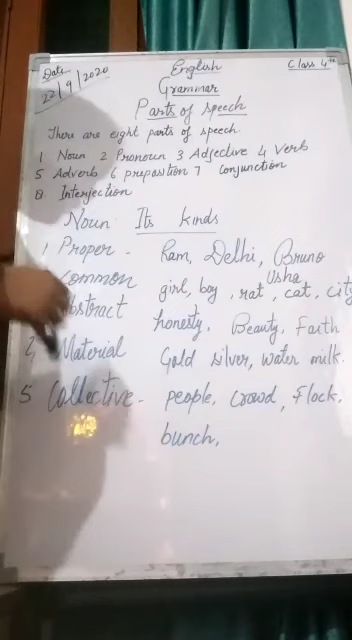 Date English Class 4th
22/9/2020 Grammar
Parts of speech
There are eight parts of speech.
1 Noun 2 Pronoun 3 Adjective 4 Verb
5 Adverb 6 preposition 7 Conjunction
8 Interjection
Noun Its kinds
1 Proper - Ram, Delhi, Bruno
Usha
Common girl, boy, rat, cat, city
Abstract honesty, Beauty, Faith
Material Gold silver, water milk.
5 Collective - people, crowd, flock,
bunch,